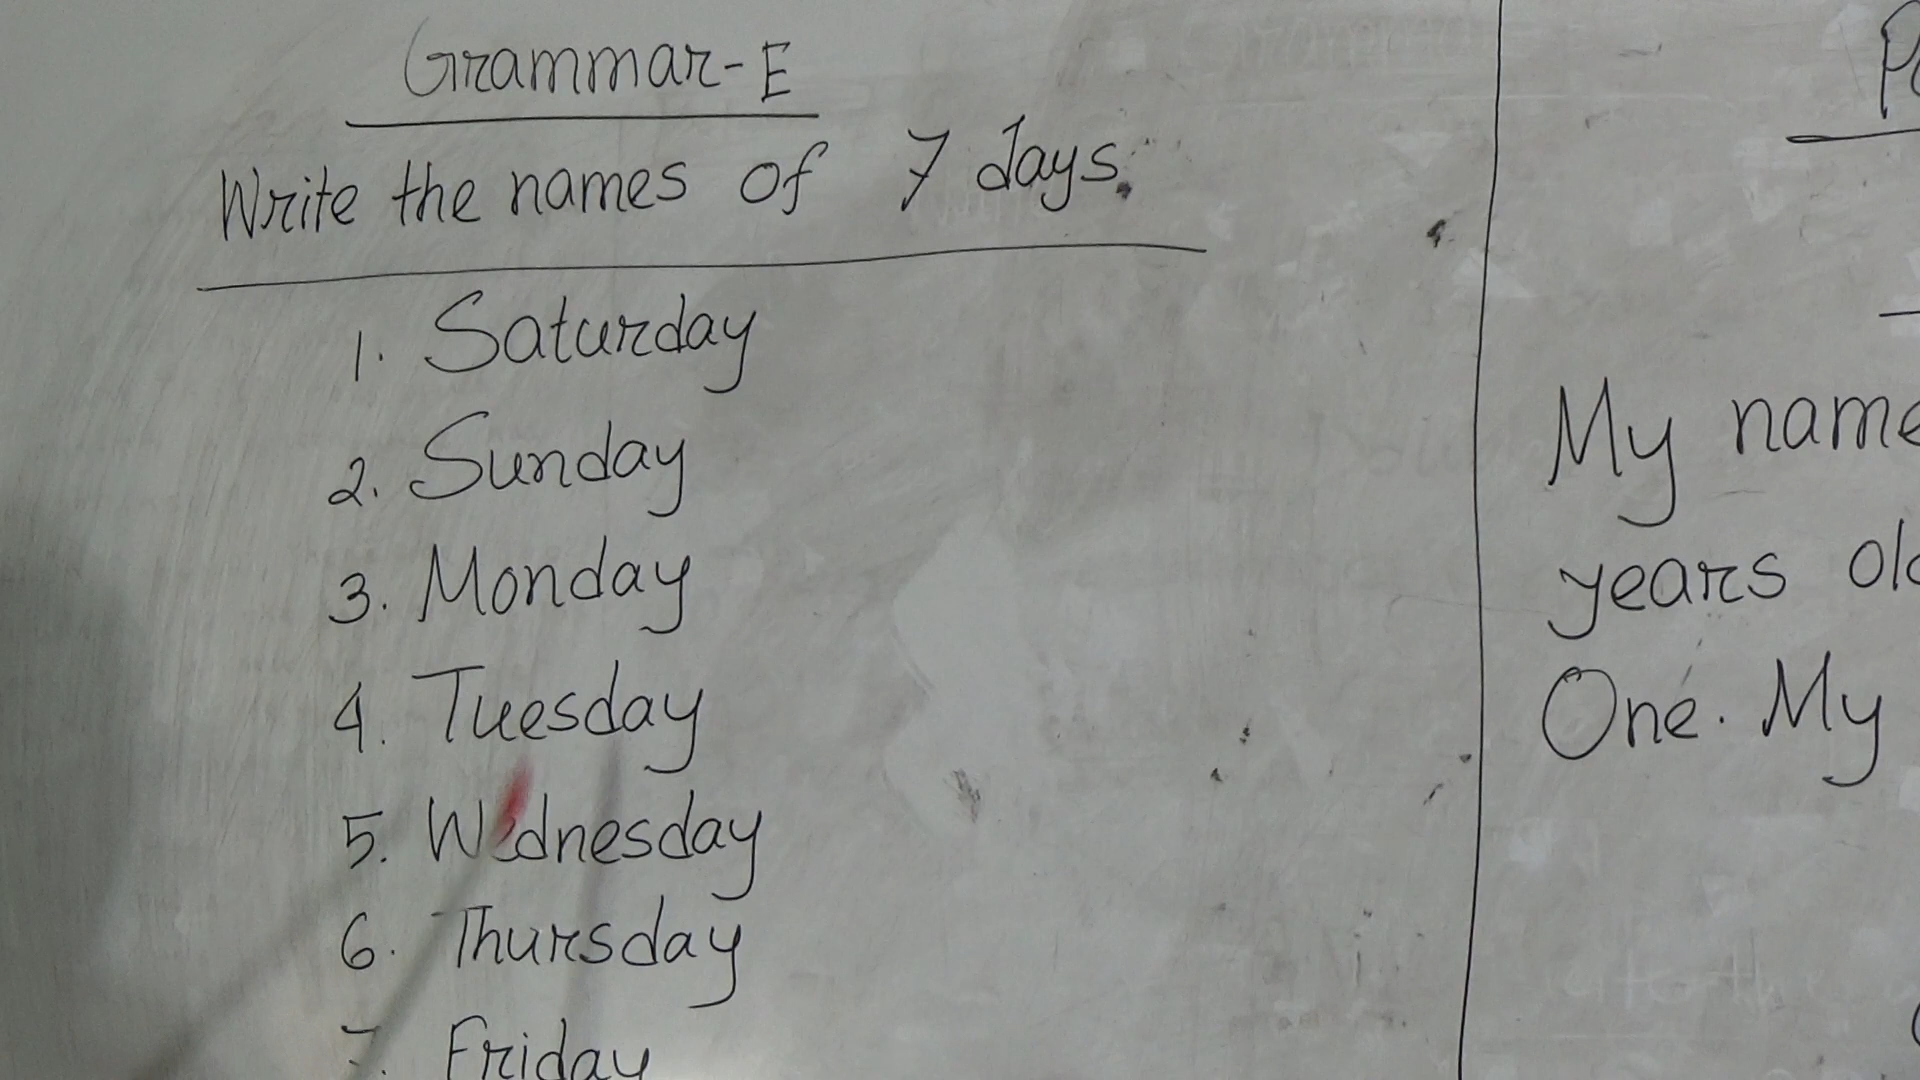 Grammar-E
Write the names of 7 days.
1. Saturday
2. Sunday
3. Monday
4. Tuesday
5. Wednesday
6. Thursday
7. Friday
My name
years
One. My